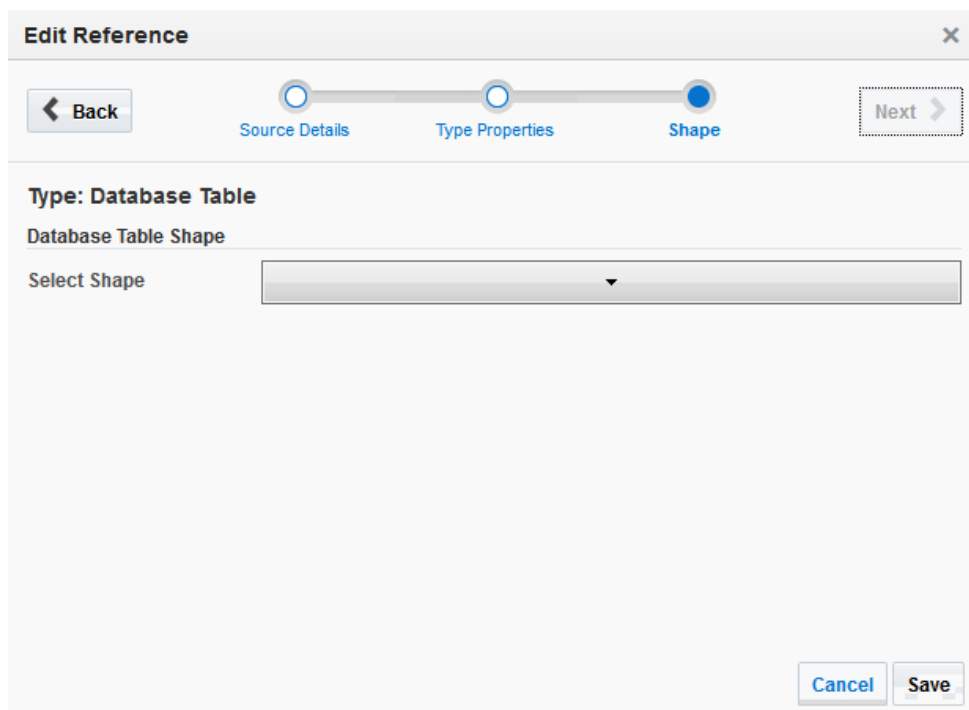 Edit Reference
Back
Next
Source Details
Type Properties
Shape
Type: Database Table
Database Table Shape
Select Shape
Cancel
Save